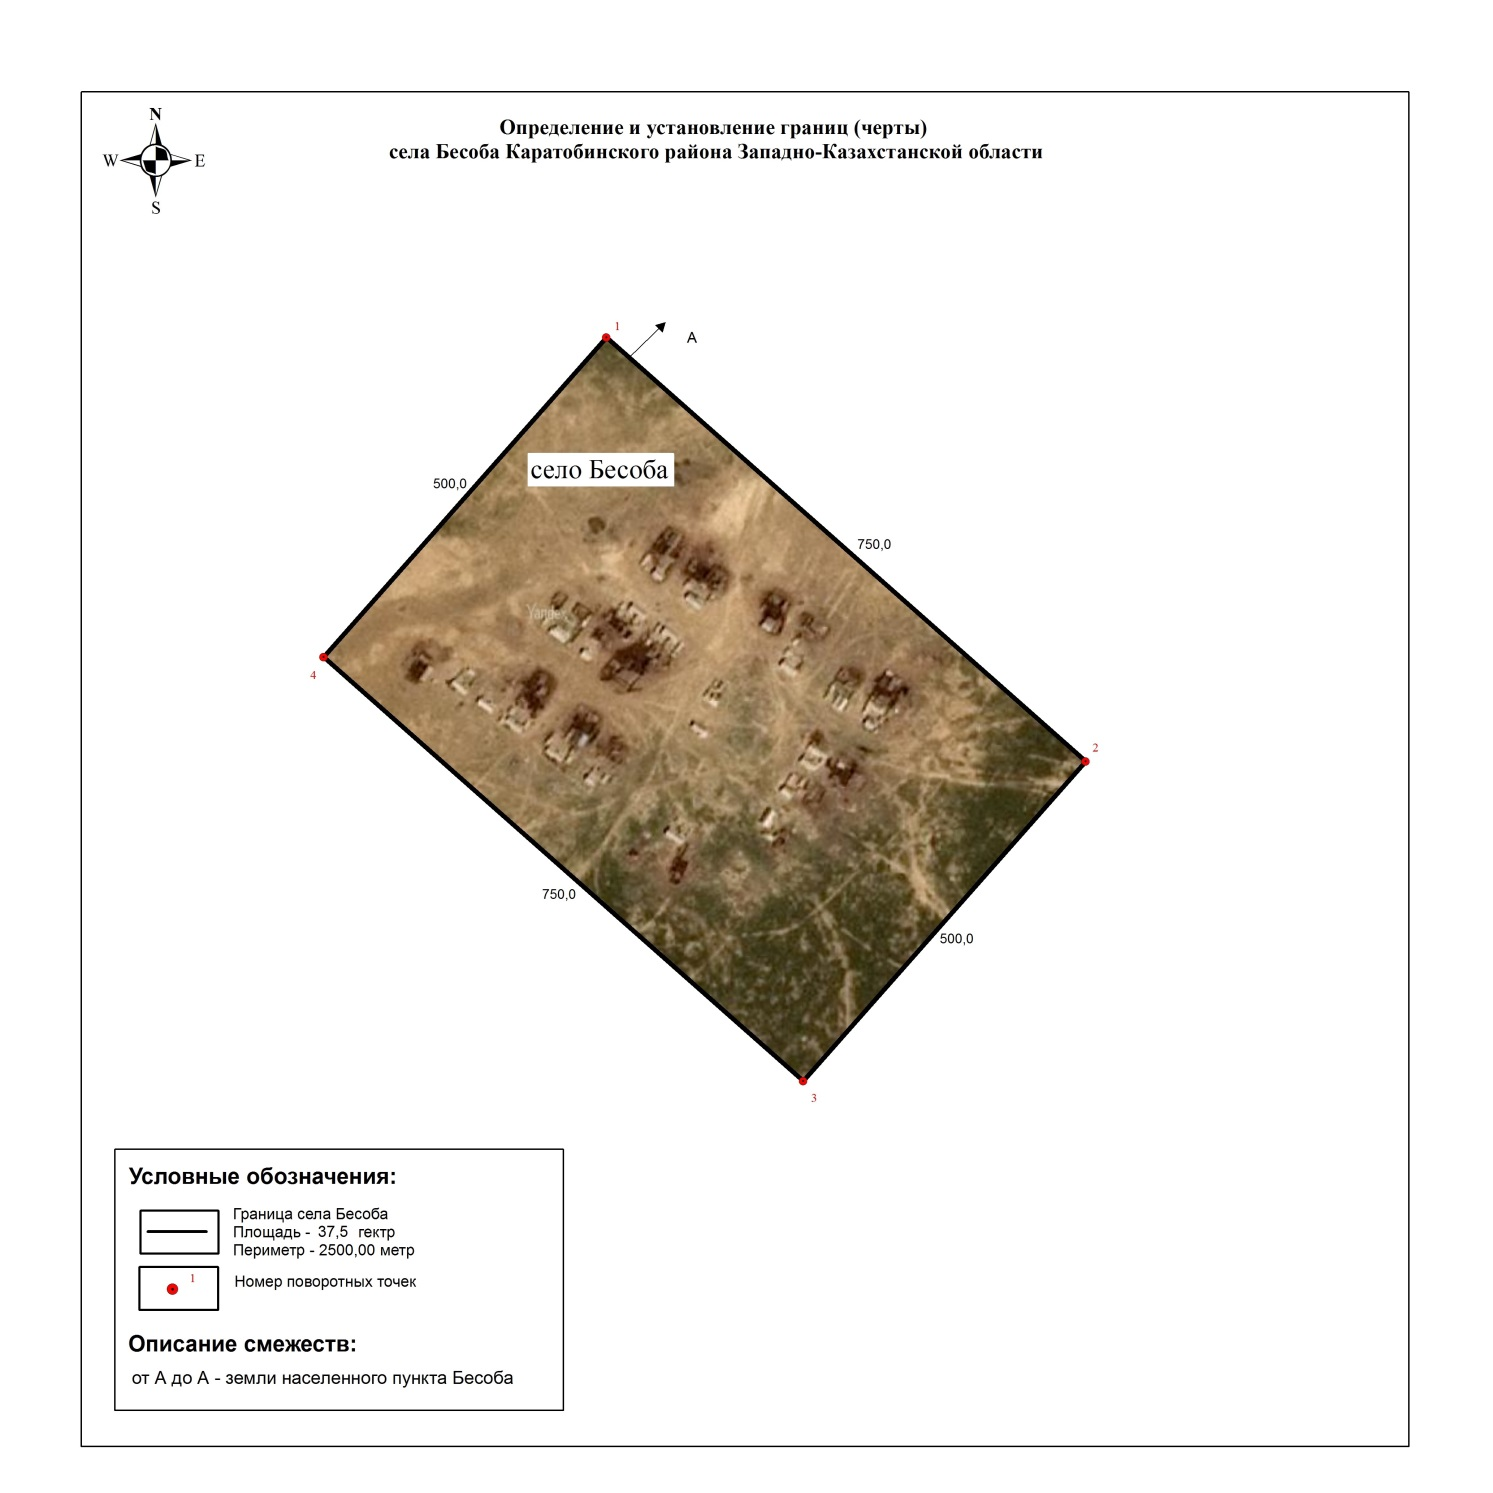 N
W E
S
Определение и установление границ (черты)
села Бесоба Каратобинского района Западно-Казахстанской области
1
А
село Бесоба
500,0
750,0
Yandex
4
2
750,0
500,0
3
Условные обозначения:
Граница села Бесоба
Площадь - 37,5 гектр
Периметр - 2500,00 метр
1
Номер поворотных точек
Описание смежеств:
от А до А - земли населенного пункта Бесоба